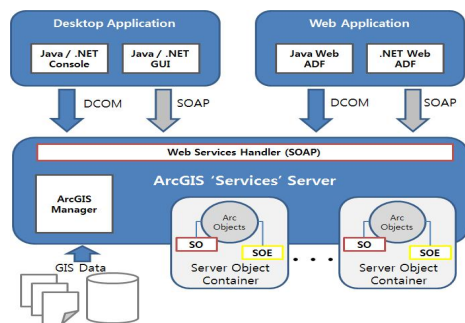 Desktop Application
Java / .NET
Console
Java / .NET
GUI
Web Application
Java Web
ADF
.NET Web
ADF
DCOM
SOAP
DCOM
SOAP
Web Services Handler (SOAP)
ArcGIS 'Services' Server
ArcGIS
Manager
Arc
Objects
SO
SOE
Server Object
Container
. . .
Arc
Objects
SO
SOE
Server Object
Container
GIS Data